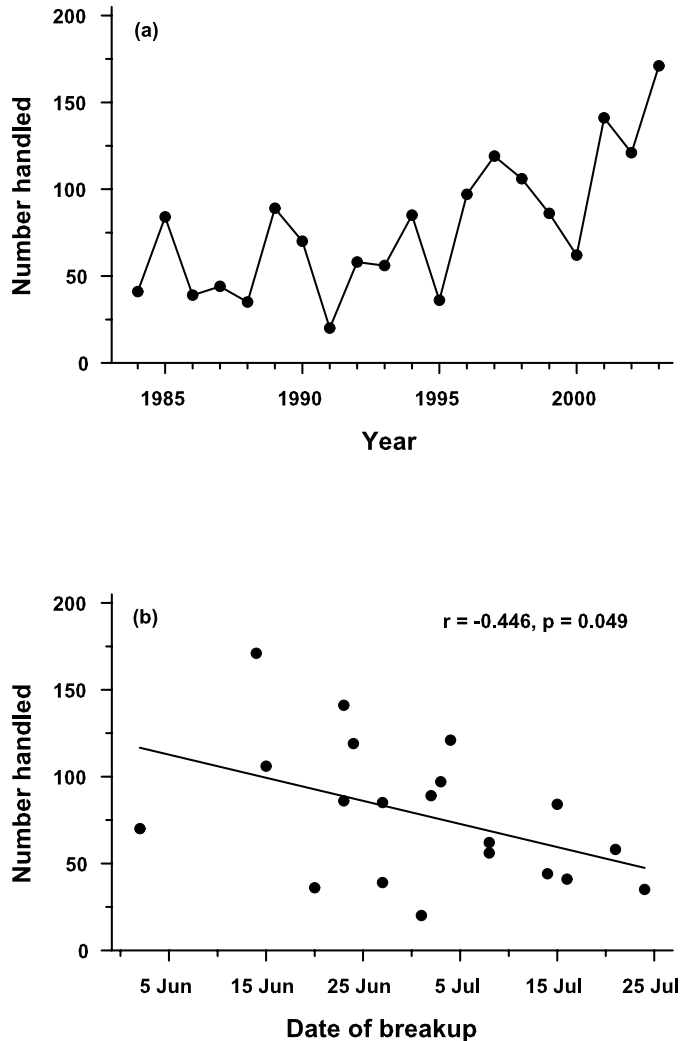 (a)
200
150
100
50
0
Number handled
1985 1990 1995 2000
Year
(b)
r = -0.446, p = 0.049
200
150
100
50
0
Number handled
5 Jun 15 Jun 25 Jun 5 Jul 15 Jul 25 Jul
Date of breakup